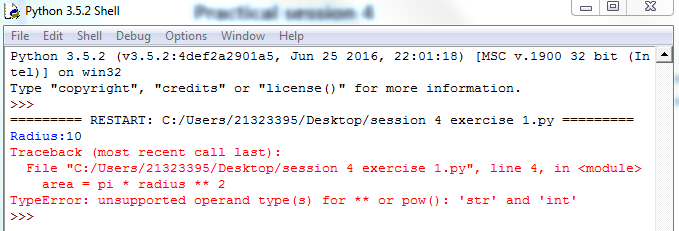 Python 3.5.2 Shell
Practical session 4
File Edit Shell Debug Options Window Help
Python 3.5.2 (v3.5.2:4def2a2901a5, Jun 25 2016, 22:01:18) [MSC v.1900 32 bit (In
tel)] on win32
Type "copyright", "credits" or "license()" for more information.
>>>
========= RESTART: C:/Users/21323395/Desktop/session 4 exercise 1.py =========
Radius:10
Traceback (most recent call last):
  File "C:/Users/21323395/Desktop/session 4 exercise 1.py", line 4, in <module>
    area = pi * radius ** 2
TypeError: unsupported operand type(s) for ** or pow(): 'str' and 'int'
>>>